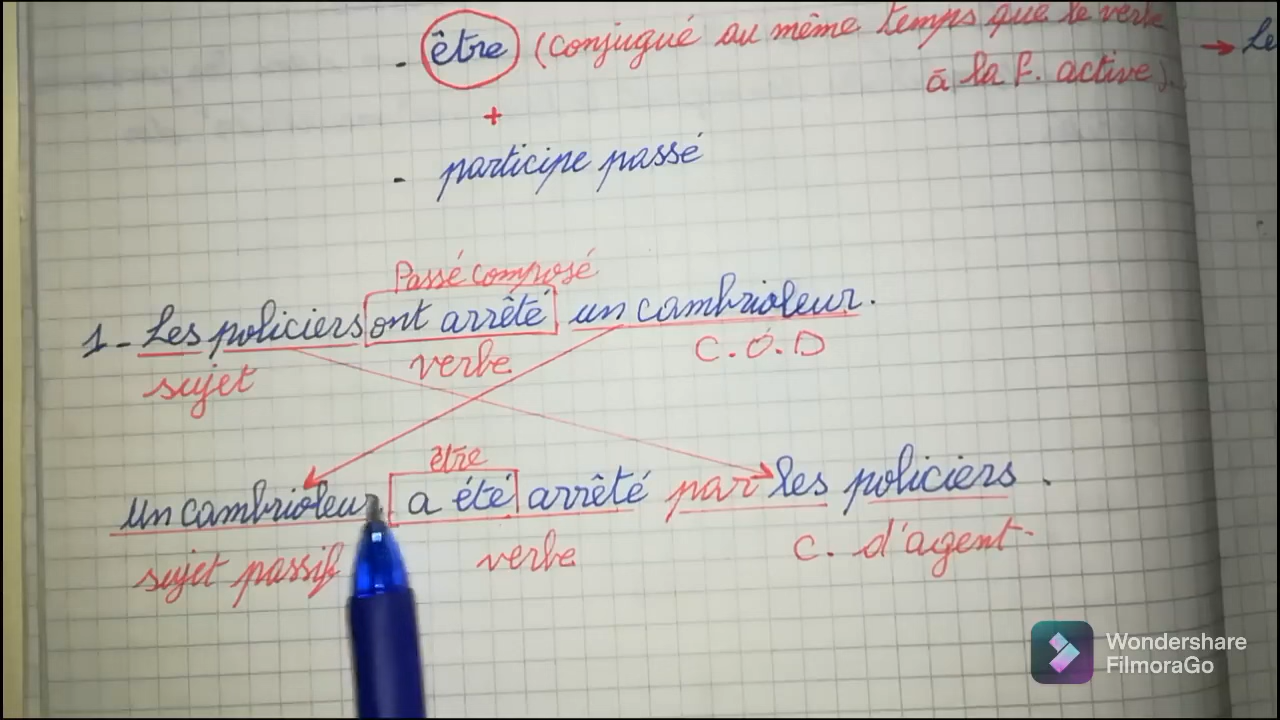 - être (conjugué au même temps que le verbe
à la F. active).
→ Le
+
- participe passé
Passé composé
1- Les policiers ont arrêté un cambrioleur.
sujet verbe C.O.D
être
un cambrioleur a été arrêté par les policiers.
sujet passif verbe C. d'agent.
Wondershare
FilmoraGo